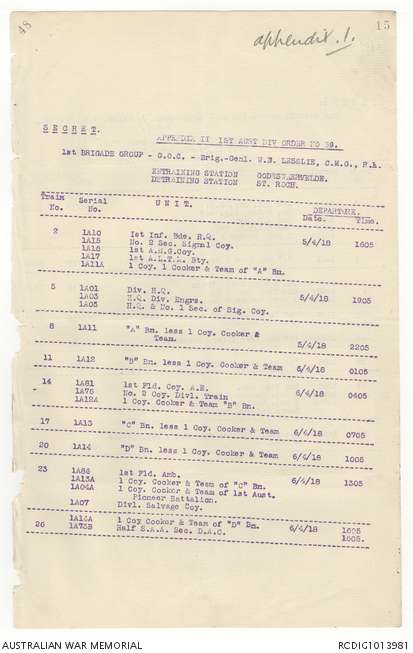 48
15
appendix.1.
S E C R E T.
APPENDIX II 1ST AUST DIV ORDER NO 39.
1st BRIGADE GROUP - G.O.C. - Brig.-Genl. W.B. LESSLIE, C.M.G., R.E.
ENTRAINING STATION GODEWAERSVELDE.
DETRAINING STATION ST. ROCH.
Train No. Serial No. U N I T. DEPARTURE. Date. Time.
2 1A10 1st Inf. Bde. H.Q. 5/4/18 1605
1A15 No. 2 Sec. Signal Coy.
1A16 1st A.M.G.Coy.
1A17 1st A.L.T.M. Bty.
1A11A 1 Coy. 1 Cooker & Team of "A" Bn.
5 1A01 Div. H.Q. 5/4/18 1905
1A03 H.Q. Div. Engrs.
1A05 H.Q. & No. 1 Sec. of Sig. Coy.
8 1A11 "A" Bn. less 1 Coy. Cooker &
Team. 5/4/18 2205
11 1A12 "B" Bn. less 1 Coy. Cooker & Team 6/4/18 0105
14 1A81 1st Fld. Coy. A.E. 6/4/18 0405
1A76 No. 2 Coy. Divl. Train
1A12A 1 Coy. Cooker & Team "B" Bn.
17 1A13 "C" Bn. less 1 Coy. Cooker & Team 6/4/18 0705
20 1A14 "D" Bn. less 1 Coy. Cooker & Team 6/4/18 1005
23 1A86 1st Fld. Amb. 6/4/18 1305
1A13A 1 Coy. Cooker & Team of "C" Bn.
1A04A 1 Coy. Cooker & Team of 1st Aust.
Pioneer Battalion.
1A07 Divl. Salvage Coy.
26 1A14A 1 Coy Cooker & Team of "D" Bn. 6/4/18 1605
1A73B Half S.A.A. Sec. D.A.C. 1605.
AUSTRALIAN WAR MEMORIAL
RCDIG1013981